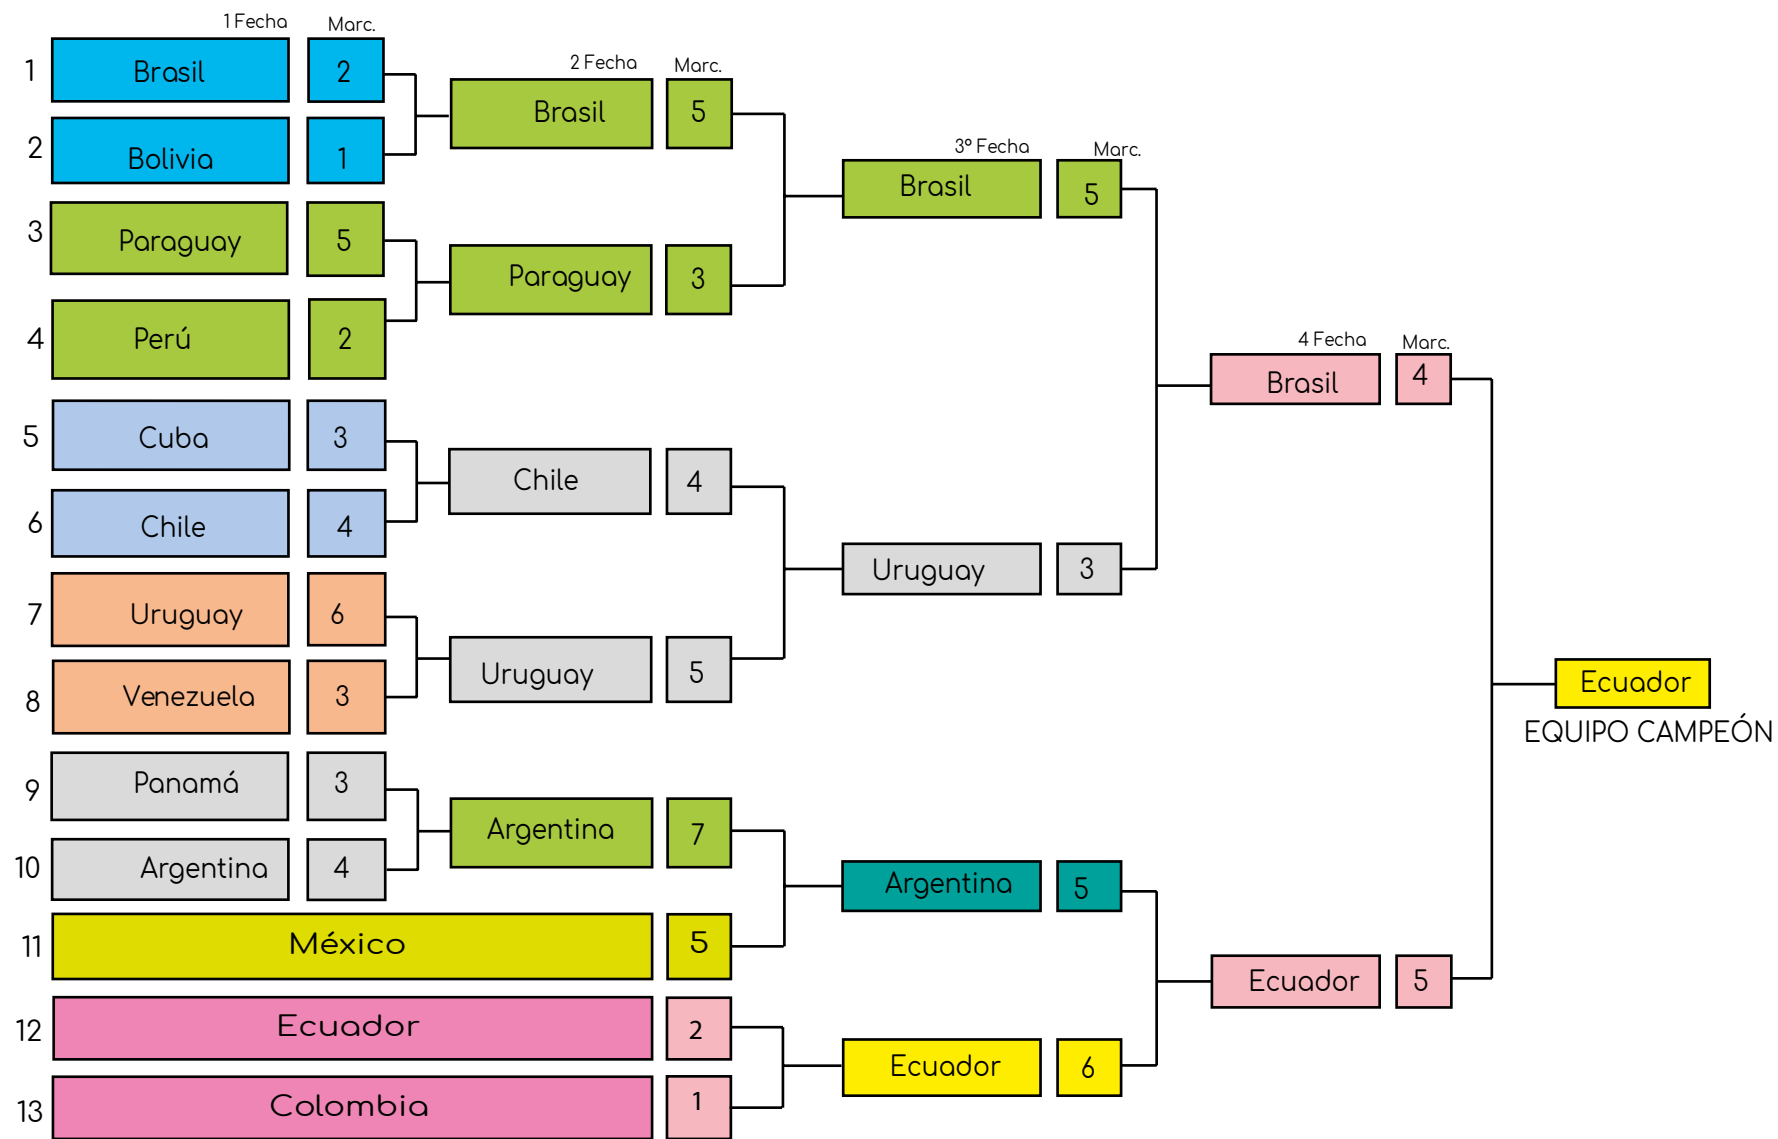 1 Fecha Marc.
1 Brasil 2
2 Bolivia 1
3 Paraguay 5
4 Perú 2
5 Cuba 3
6 Chile 4
7 Uruguay 6
8 Venezuela 3
9 Panamá 3
10 Argentina 4
11 México 5
12 Ecuador 2
13 Colombia 1
2 Fecha Marc.
Brasil 5
Paraguay 3
Chile 4
Uruguay 5
Argentina 7
3º Fecha Marc.
Brasil 5
Uruguay 3
Argentina 5
Ecuador 6
4 Fecha Marc.
Brasil 4
Ecuador 5
Ecuador
EQUIPO CAMPEÓN